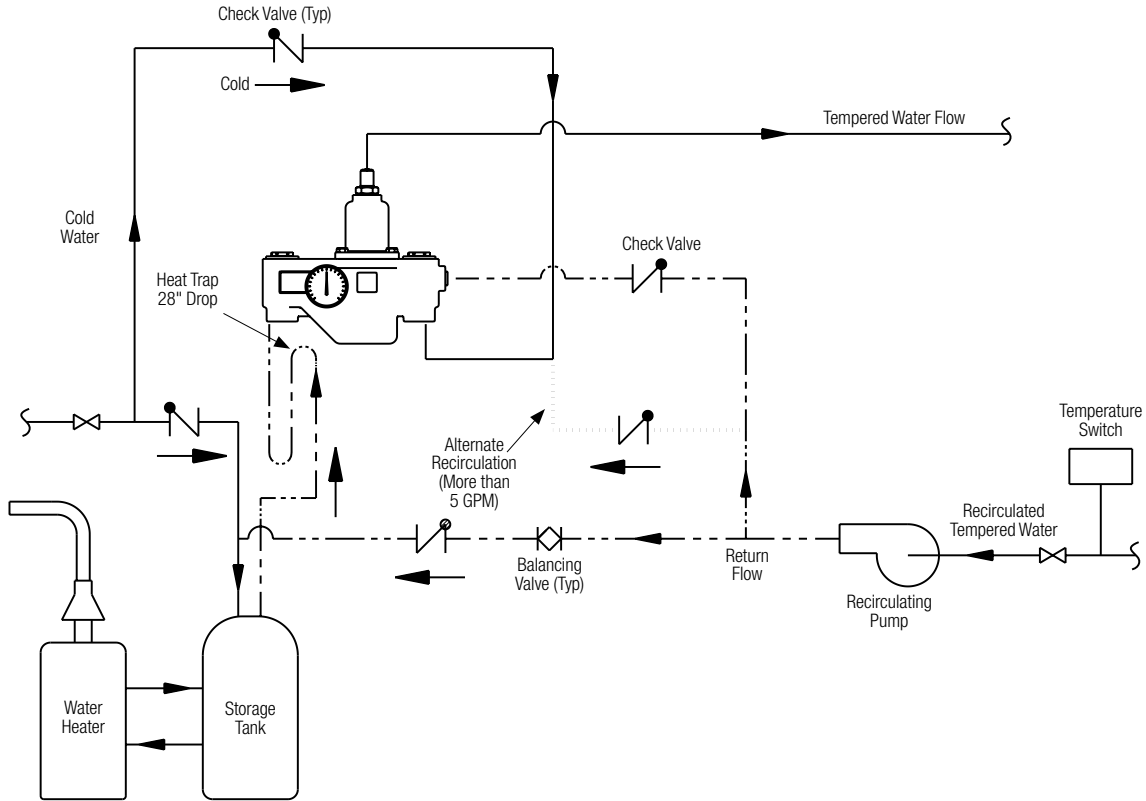 Check Valve (Typ)
Cold
Tempered Water Flow
Cold
Water
Check Valve
Heat Trap
28" Drop
Temperature
Switch
Alternate
Recirculation
(More than
5 GPM)
Recirculated
Tempered Water
Balancing
Valve (Typ)
Return
Flow
Recirculating
Pump
Water
Heater
Storage
Tank